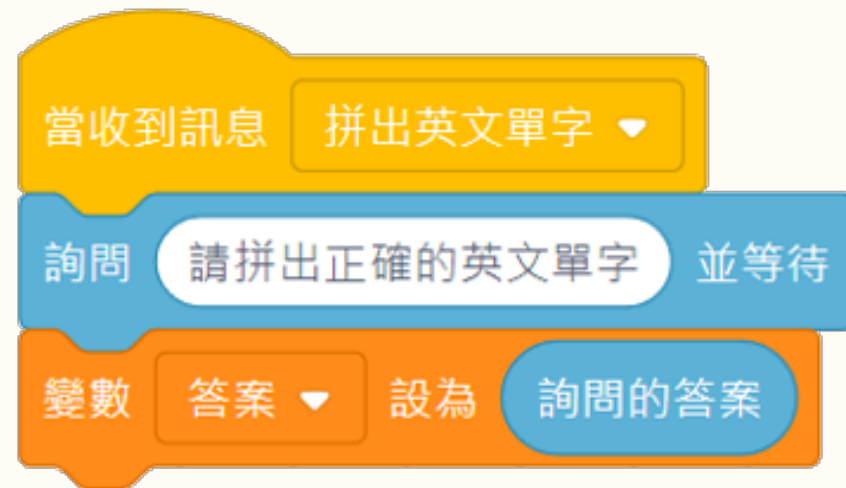 當收到訊息 拼出英文單字
詢問 請拼出正確的英文單字 並等待
變數 答案 設為 詢問的答案